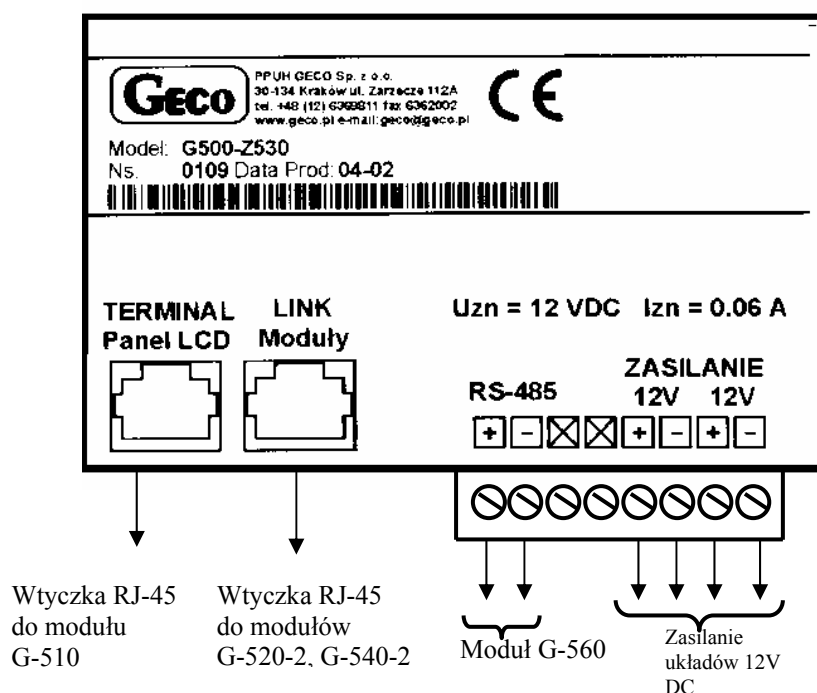 GECO
PPUH GECO Sp. z o.o.
30-134 Kraków ul. Zarzecze 112A
tel. +48 (12) 6369811 fax 6362002
www.geco.pl e-mail: geco@geco.pl
CE
Model: G500-Z530
Ns. 0109 Data Prod: 04-02
TERMINAL
Panel LCD
LINK
Moduły
Uzn = 12 VDC Izn = 0.06 A
RS-485
ZASILANIE
12V 12V
+ - + - + -
Wtyczka RJ-45
do modułu
G-510
Wtyczka RJ-45
do modułów
G-520-2, G-540-2
Moduł G-560
Zasilanie
układów 12V
DC